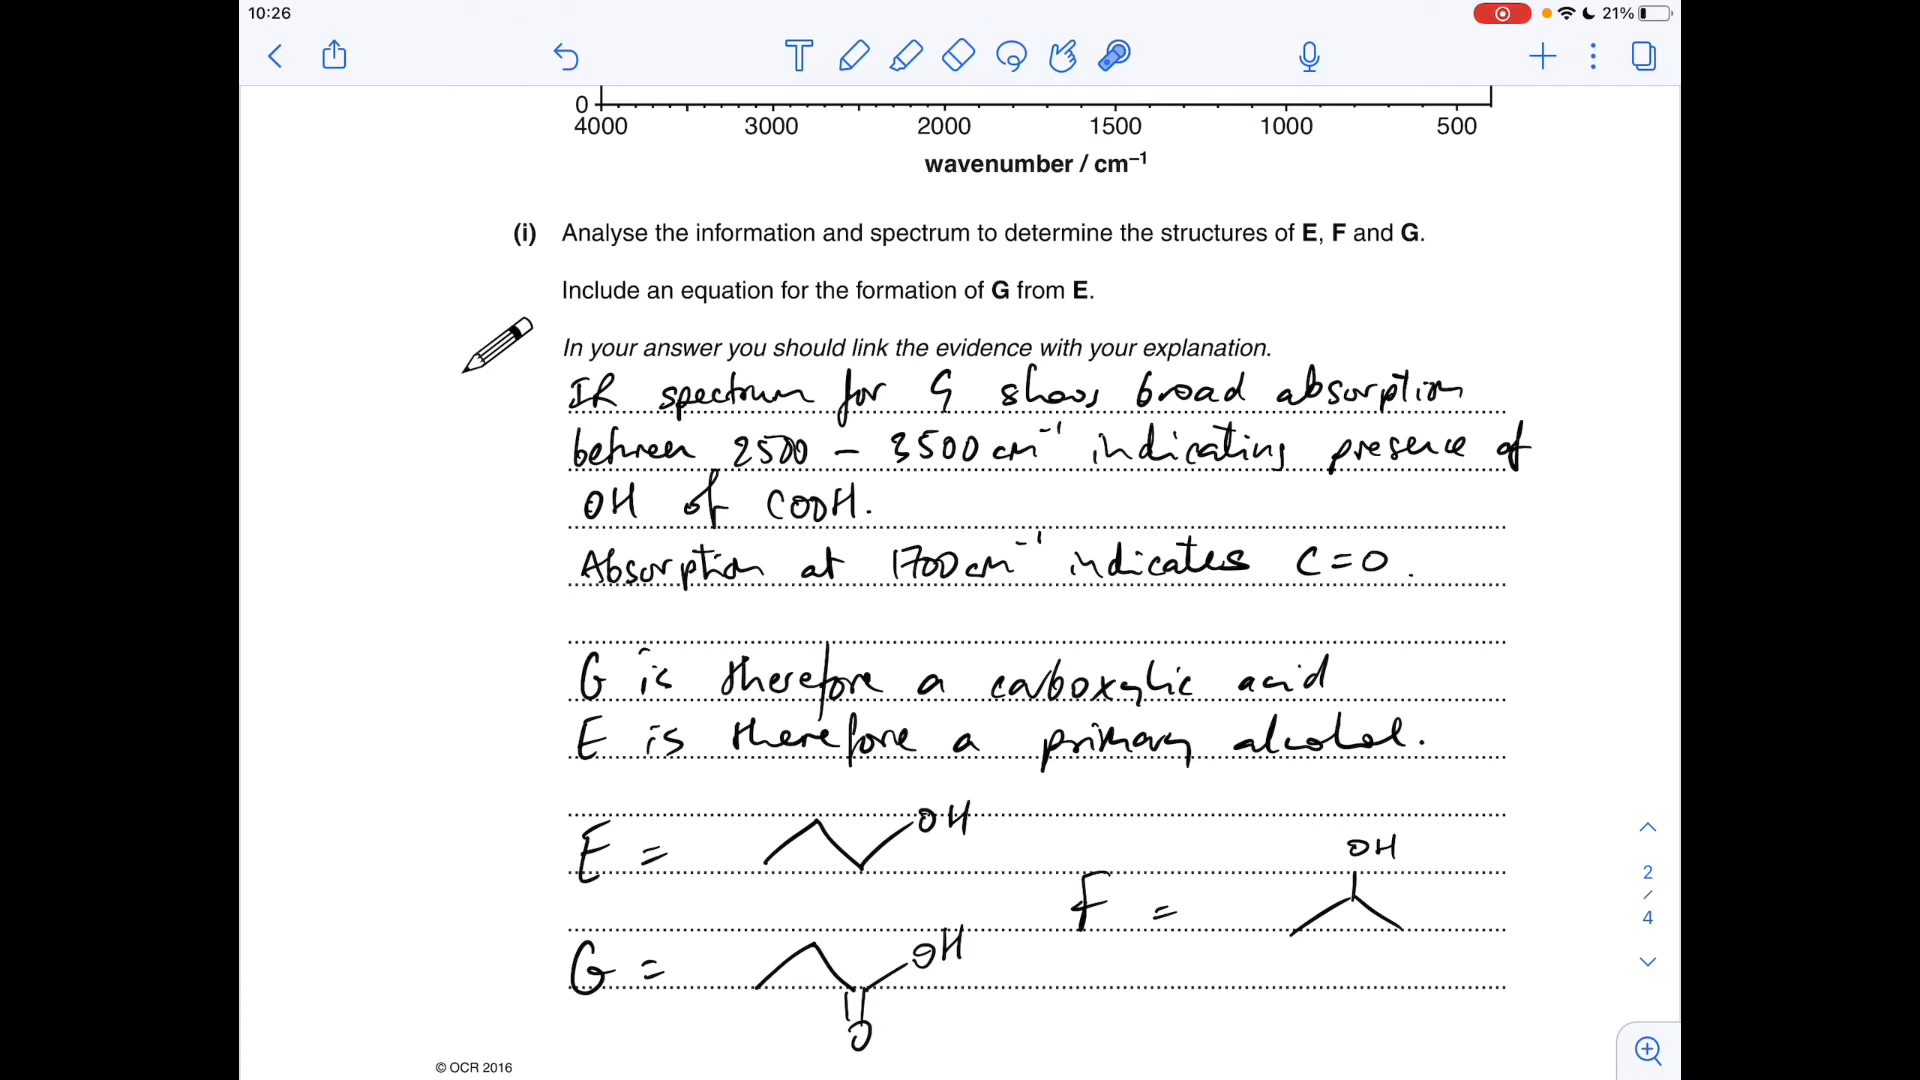 10:26
21%
0
4000 3000 2000 1500 1000 500
wavenumber / cm⁻¹
(i) Analyse the information and spectrum to determine the structures of E, F and G.
Include an equation for the formation of G from E.
In your answer you should link the evidence with your explanation.
IR spectrum for G shows broad absorption
between 2500 – 3500 cm⁻¹ indicating presence of
OH of COOH.
Absorption at 1700 cm⁻¹ indicates C=O.
G is therefore a carboxylic acid
E is therefore a primary alcohol.
E = OH
F = OH
G = OH
O
2
/
4
© OCR 2016